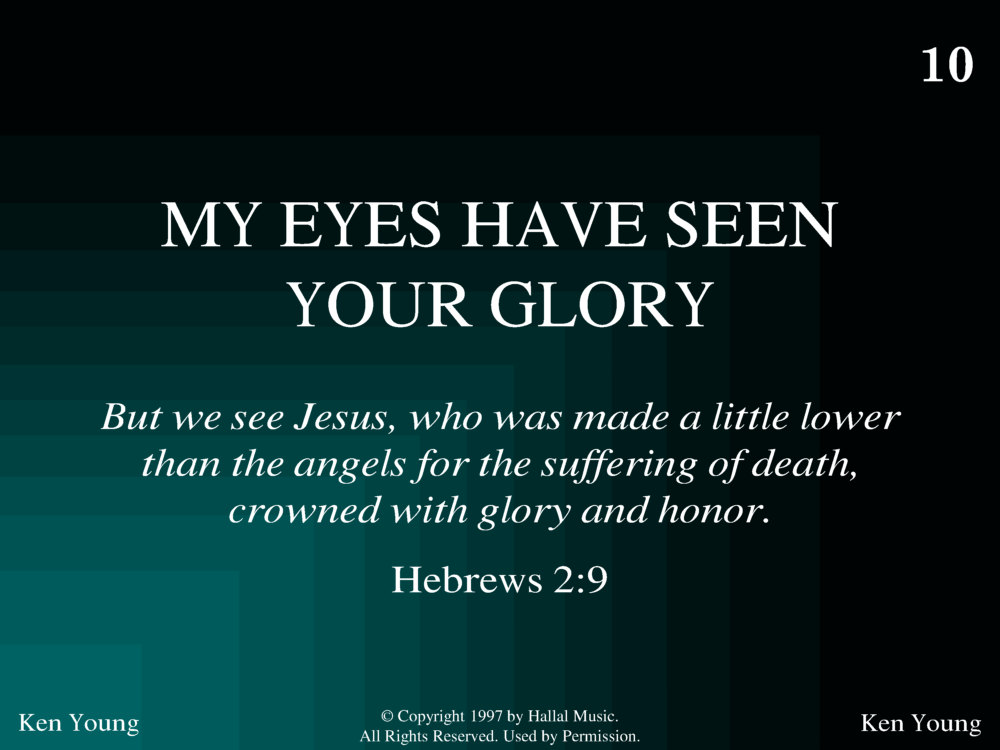 10
MY EYES HAVE SEEN
YOUR GLORY
But we see Jesus, who was made a little lower
than the angels for the suffering of death,
crowned with glory and honor.
Hebrews 2:9
Ken Young
© Copyright 1997 by Hallal Music.
All Rights Reserved. Used by Permission.
Ken Young